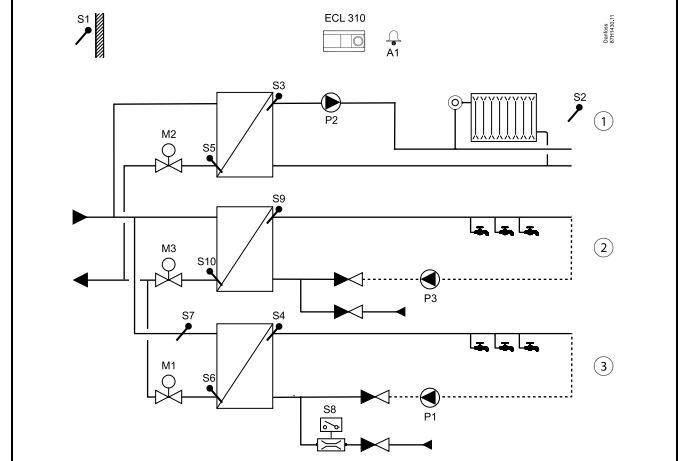 S1
ECL 310
A1
Danfoss
87H1430.11
S3
P2
S2
1
M2
S5
S9
M3
S10
2
P3
S7
S4
M1
S6
3
S8
P1